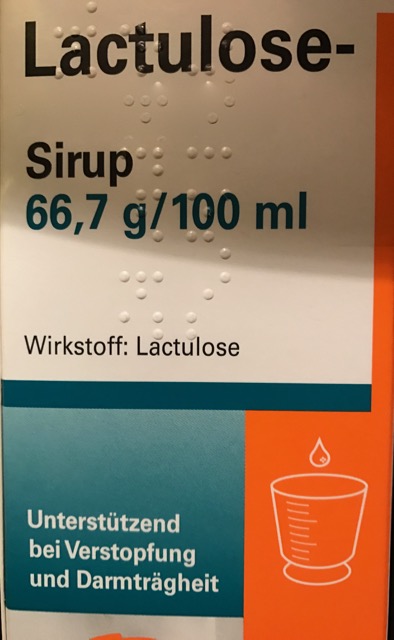 Lactulose-
Sirup
66,7 g/100 ml
Wirkstoff: Lactulose
Unterstützend
bei Verstopfung
und Darmträgheit